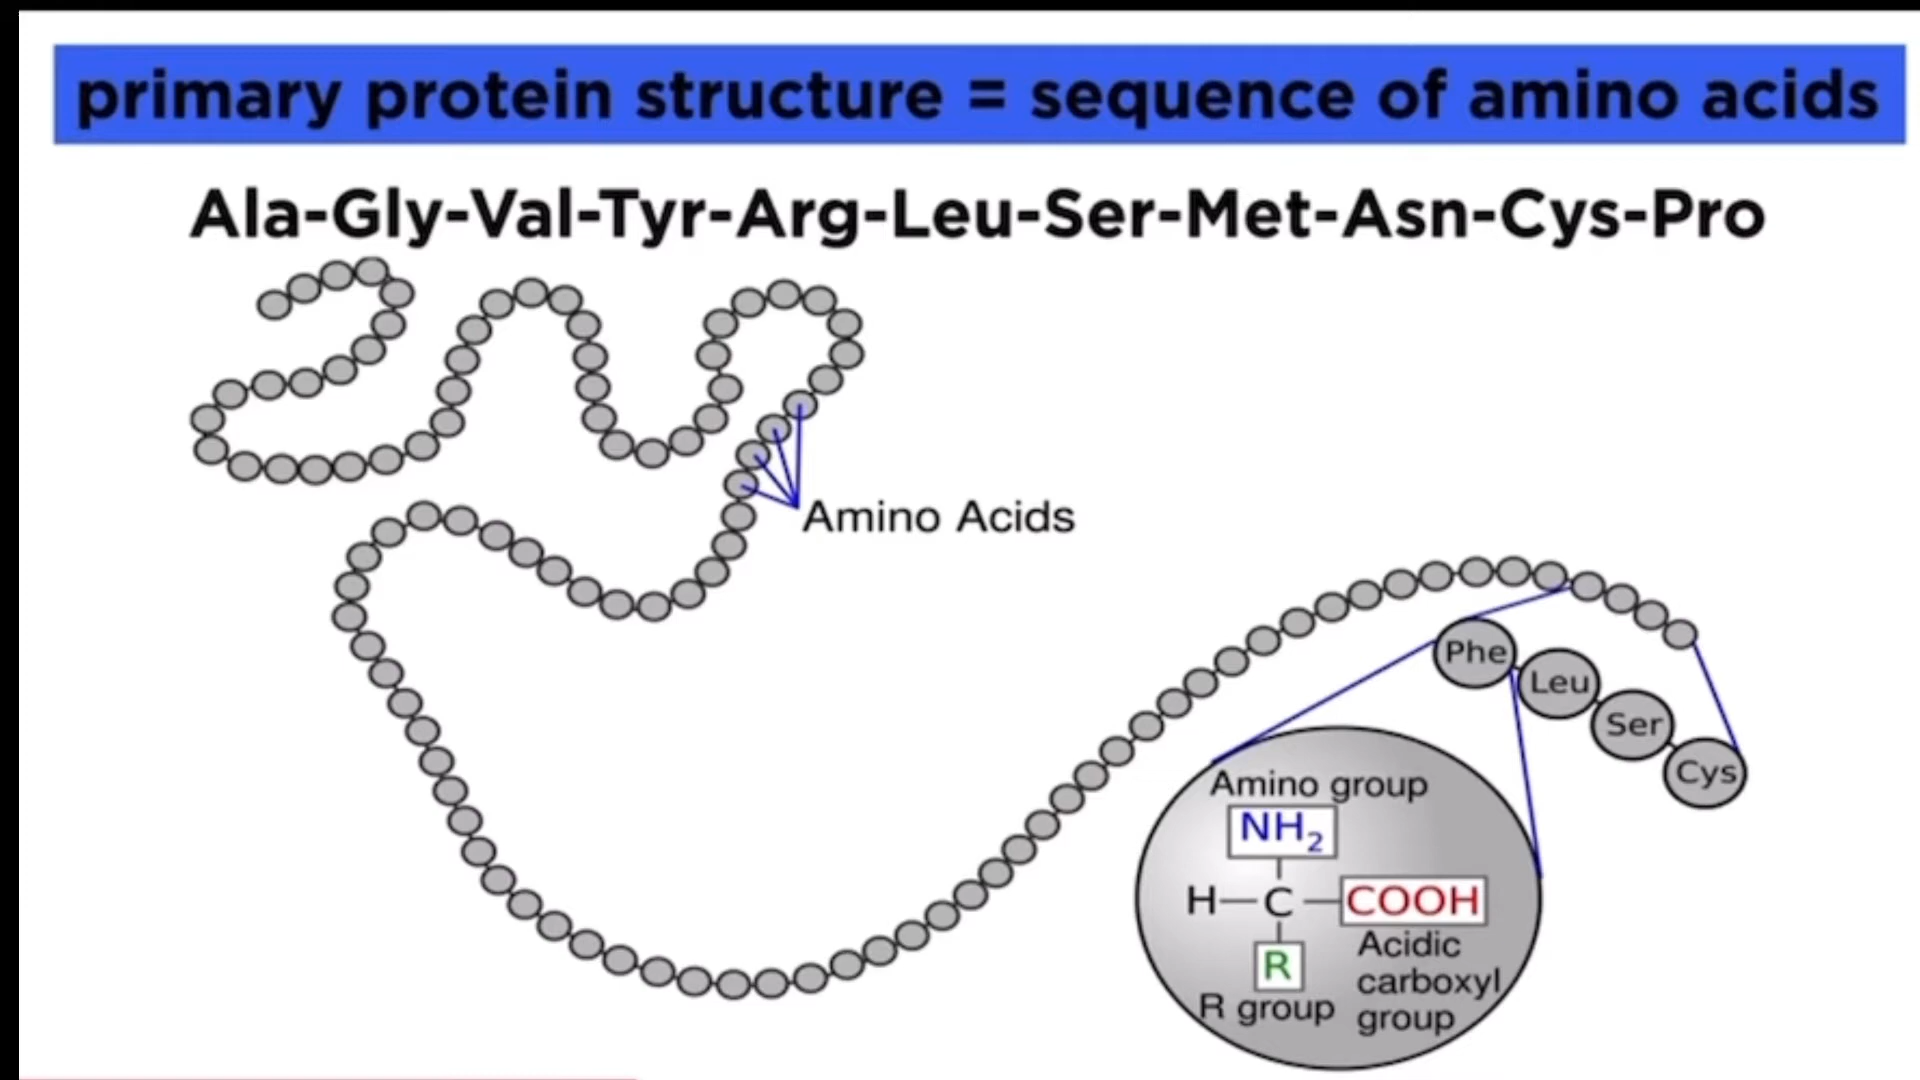 primary protein structure = sequence of amino acids
Ala-Gly-Val-Tyr-Arg-Leu-Ser-Met-Asn-Cys-Pro
Amino Acids
Phe
Leu
Ser
Cys
Amino group
NH₂
H—C—COOH
R
R group
Acidic
carboxyl
group